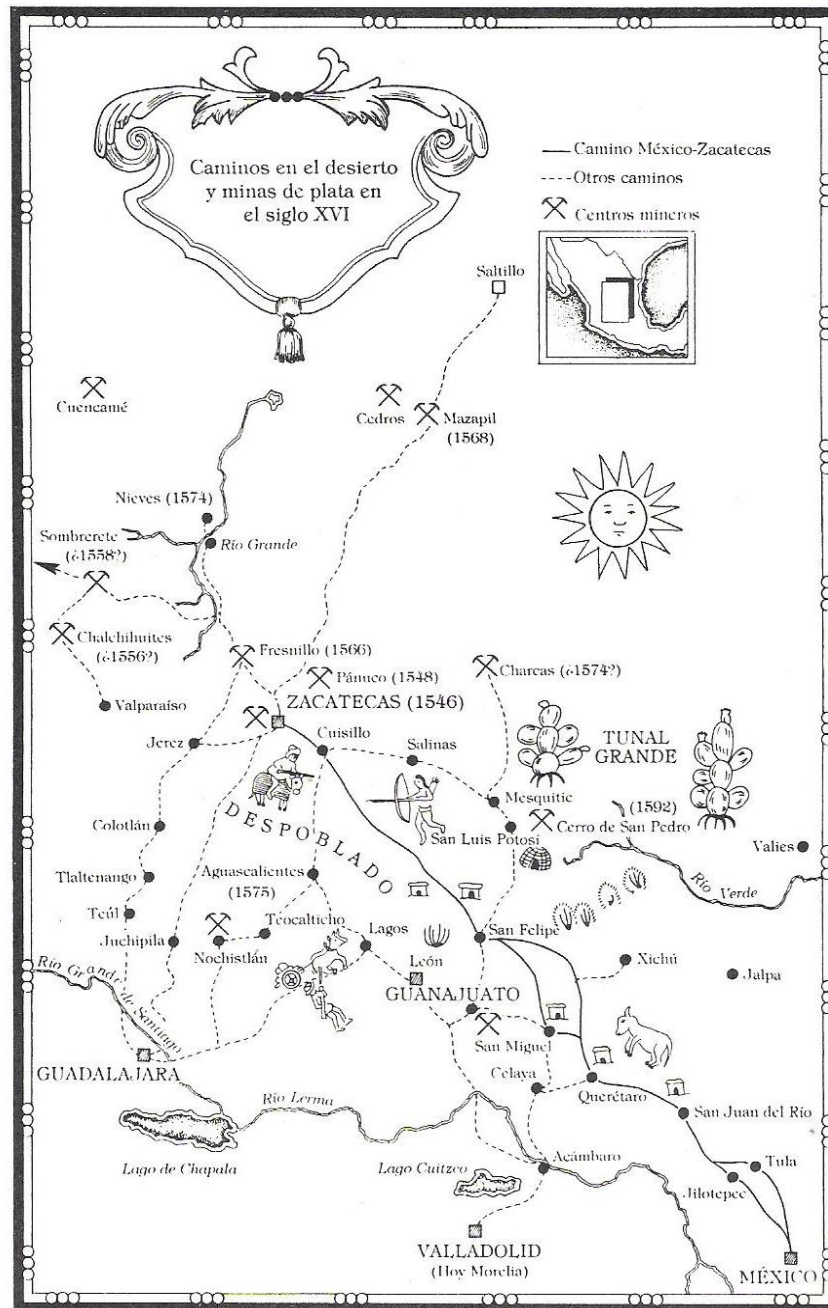 Caminos en el desierto
y minas de plata en
el siglo XVI
Camino México-Zacatecas
Otros caminos
Centros mineros
Saltillo
Cuencamé
Cedros
Mazapil
(1568)
Nieves (1574)
Sombrerete
(¿1558?)
Río Grande
Chalchihuites
(¿1556?)
Fresnillo (1566)
Pánuco (1548)
Charcas (¿1574?)
ZACATECAS (1546)
Valparaíso
Jerez
Cuisillo
Salinas
TUNAL
GRANDE
Mesquitic
(1592)
Cerro de San Pedro
San Luis Potosí
DESPOBLADO
Colotlán
Valles
Río Verde
Tlaltenango
Aguascalientes
(1575)
Teúl
Teocalticho
Juchipila
Nochistlán
Lagos
San Felipe
León
Xichú
Jalpa
Río Grande de Santiago
GUANAJUATO
San Miguel
GUADALAJARA
Celaya
Querétaro
Río Lerma
San Juan del Río
Lago de Chapala
Lago Cuitzeo
Acámbaro
Tula
Jilotepec
VALLADOLID
(Hoy Morelia)
MÉXICO